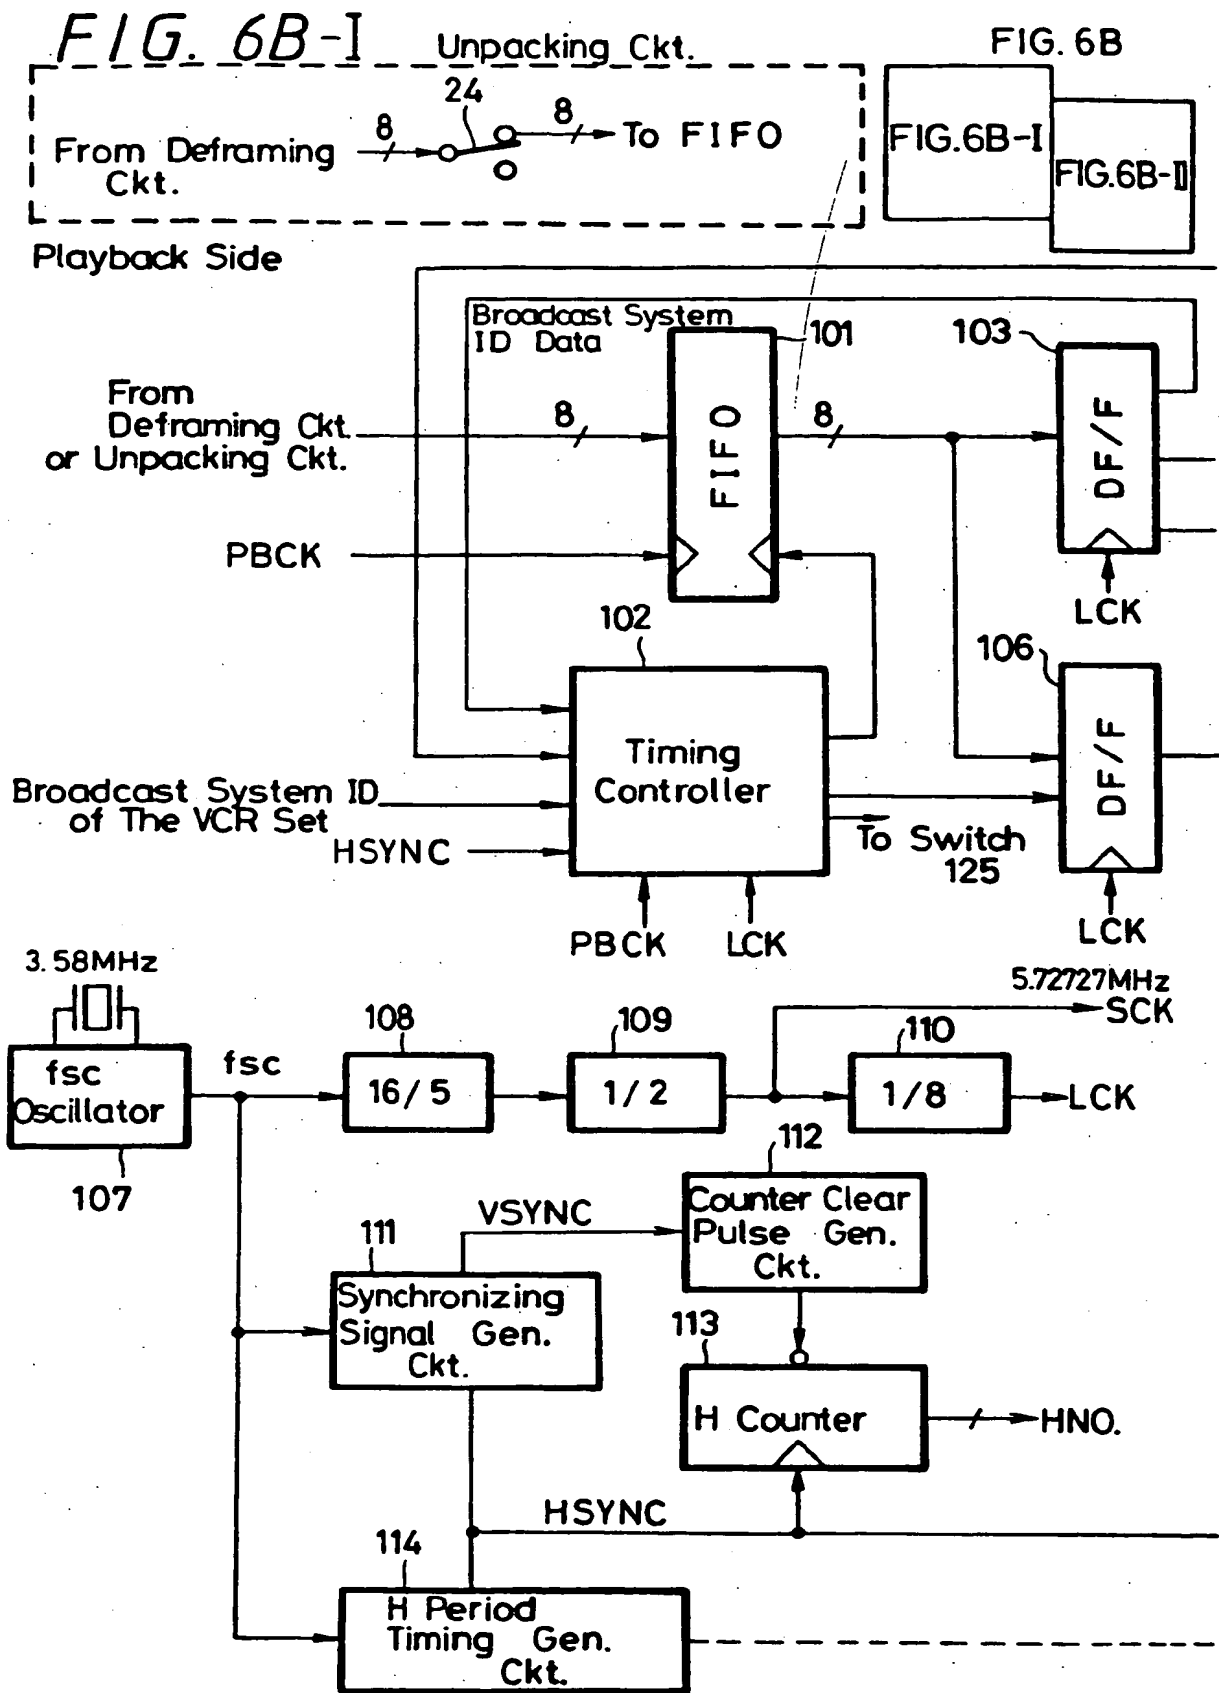 FIG. 6B-I
Unpacking Ckt.
FIG. 6B
24
8
8
From Deframing
Ckt.
To FIFO
FIG.6B-I
FIG.6B-II
Playback Side
Broadcast System
ID Data
101
103
From
Deframing Ckt.
or Unpacking Ckt.
8
FIFO
8
DF/F
PBCK
LCK
102
106
Timing
Controller
DF/F
Broadcast System ID
of The VCR Set
HSYNC
To Switch
125
PBCK
LCK
LCK
3.58MHz
5.72727MHz
SCK
108
109
110
fsc
Oscillator
fsc
16/5
1/2
1/8
LCK
107
112
VSYNC
Counter Clear
Pulse Gen.
Ckt.
111
Synchronizing
Signal Gen.
Ckt.
113
H Counter
HNO.
HSYNC
114
H Period
Timing Gen.
Ckt.